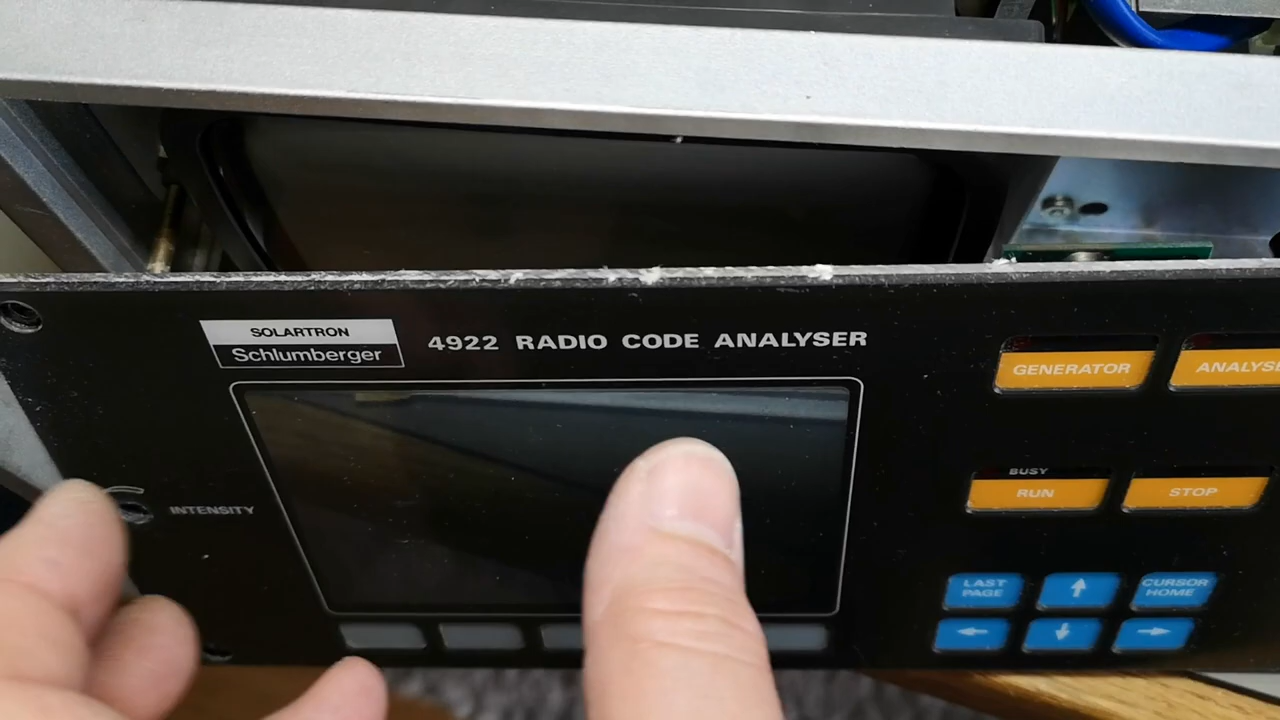 SOLARTRON
Schlumberger
4922 RADIO CODE ANALYSER
GENERATOR
ANALYSE
BUSY
RUN
STOP
INTENSITY
LAST
PAGE
CURSOR
HOME